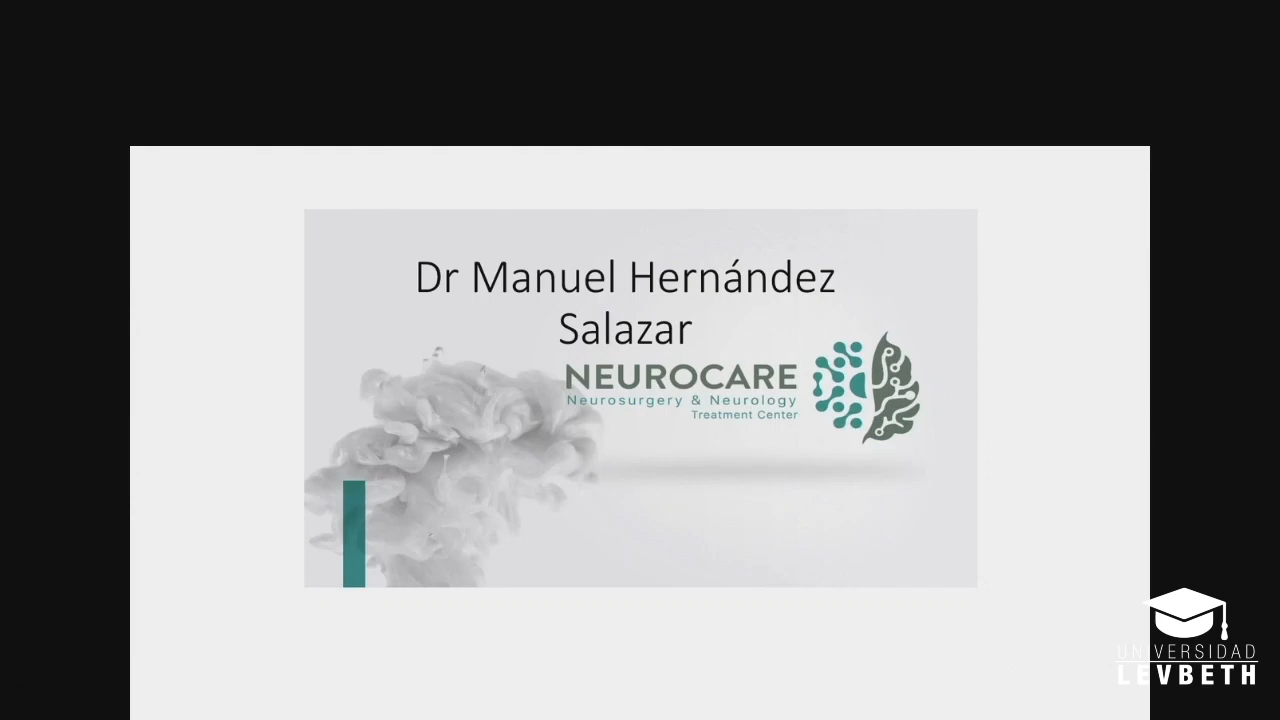 Dr Manuel Hernández
Salazar
NEUROCARE
Neurosurgery & Neurology
Treatment Center
UNIVERSIDAD
LEVBETH